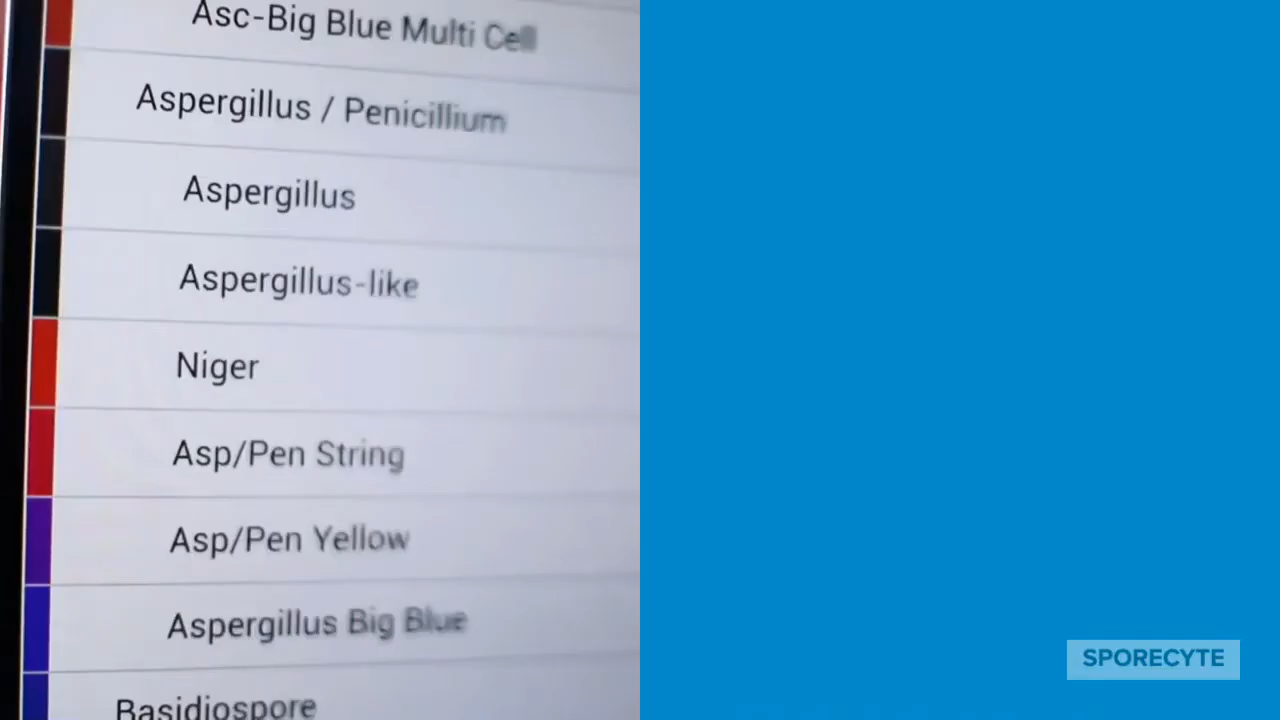 Asc-Big Blue Multi Cell
Aspergillus / Penicillium
Aspergillus
Aspergillus-like
Niger
Asp/Pen String
Asp/Pen Yellow
Aspergillus Big Blue
Basidiospore
SPORECYTE